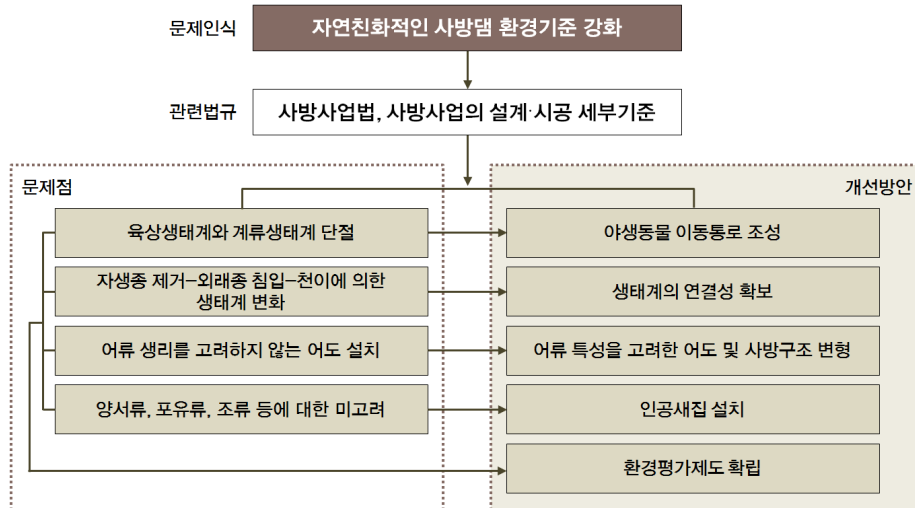 문제인식
자연친화적인 사방댐 환경기준 강화
관련법규
사방사업법, 사방사업의 설계·시공 세부기준
문제점
개선방안
육상생태계와 계류생태계 단절
야생동물 이동통로 조성
자생종 제거–외래종 침입–천이에 의한
생태계 변화
생태계의 연결성 확보
어류 생리를 고려하지 않는 어도 설치
어류 특성을 고려한 어도 및 사방구조 변형
양서류, 포유류, 조류 등에 대한 미고려
인공새집 설치
환경평가제도 확립